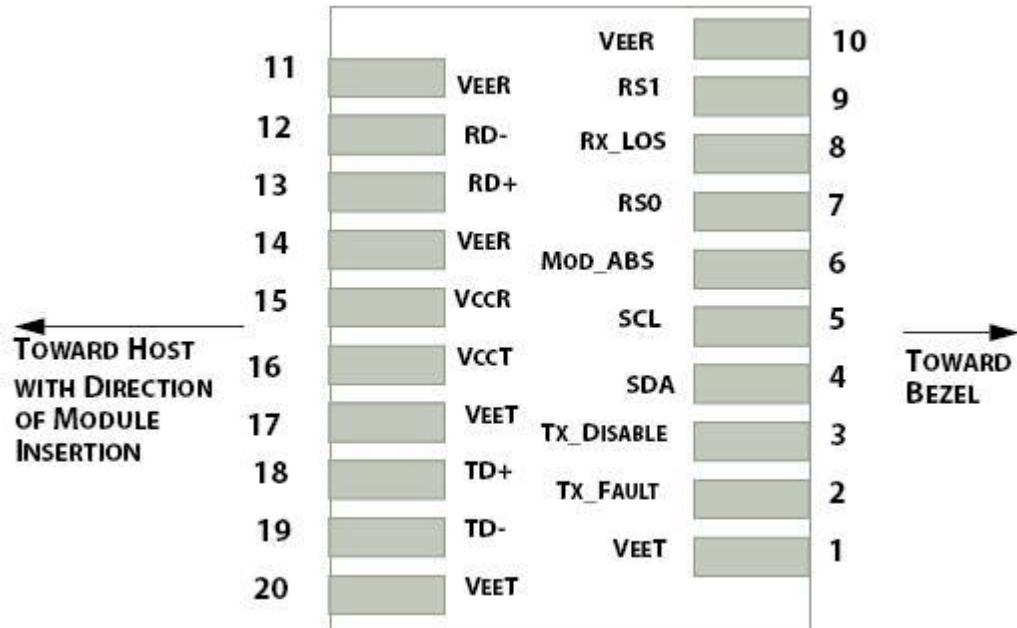 VEER 10
11 VEER
RS1 9
12 RD-
RX_LOS 8
13 RD+
RS0 7
14 VEER
MOD_ABS 6
15 VCCR
SCL 5
TOWARD HOST
WITH DIRECTION
OF MODULE
INSERTION
TOWARD
BEZEL
16 VCCT
SDA 4
17 VEET
TX_DISABLE 3
18 TD+
TX_FAULT 2
19 TD-
VEET 1
20 VEET